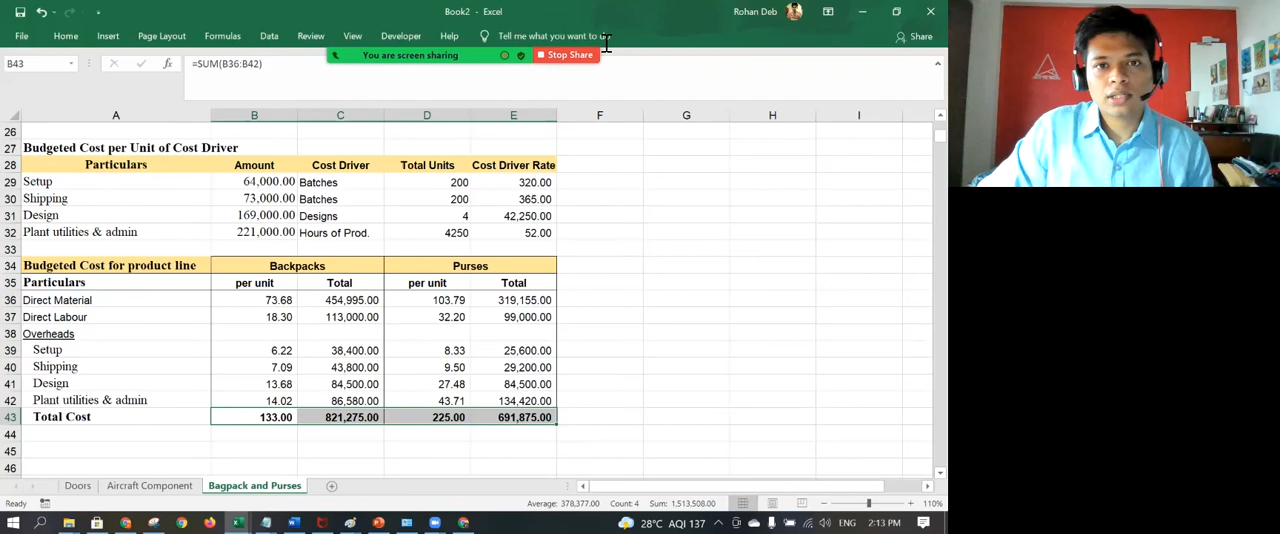 Book2 - Excel
Rohan Deb
Home Insert Page Layout Formulas Data Review View Developer Help Tell me what you want to
Share
You are screen sharing Stop Share
B43 fx =SUM(B36:B42)
A B C D E F G H I
26
27 Budgeted Cost per Unit of Cost Driver
28 Particulars Amount Cost Driver Total Units Cost Driver Rate
29 Setup 64,000.00 Batches 200 320.00
30 Shipping 73,000.00 Batches 200 365.00
31 Design 169,000.00 Designs 4 42,250.00
32 Plant utilities & admin 221,000.00 Hours of Prod. 4250 52.00
33
34 Budgeted Cost for product line Backpacks Purses
35 Particulars per unit Total per unit Total
36 Direct Material 73.68 454,995.00 103.79 319,155.00
37 Direct Labour 18.30 113,000.00 32.20 99,000.00
38 Overheads
39 Setup 6.22 38,400.00 8.33 25,600.00
40 Shipping 7.09 43,800.00 9.50 29,200.00
41 Design 13.68 84,500.00 27.48 84,500.00
42 Plant utilities & admin 14.02 86,580.00 43.71 134,420.00
43 Total Cost 133.00 821,275.00 225.00 691,875.00
44
45
46
Doors Aircraft Component Bagpack and Purses
Ready Average: 378,377.00 Count: 4 Sum: 1,513,508.00 110%
28°C AQI 137 ENG 2:13 PM